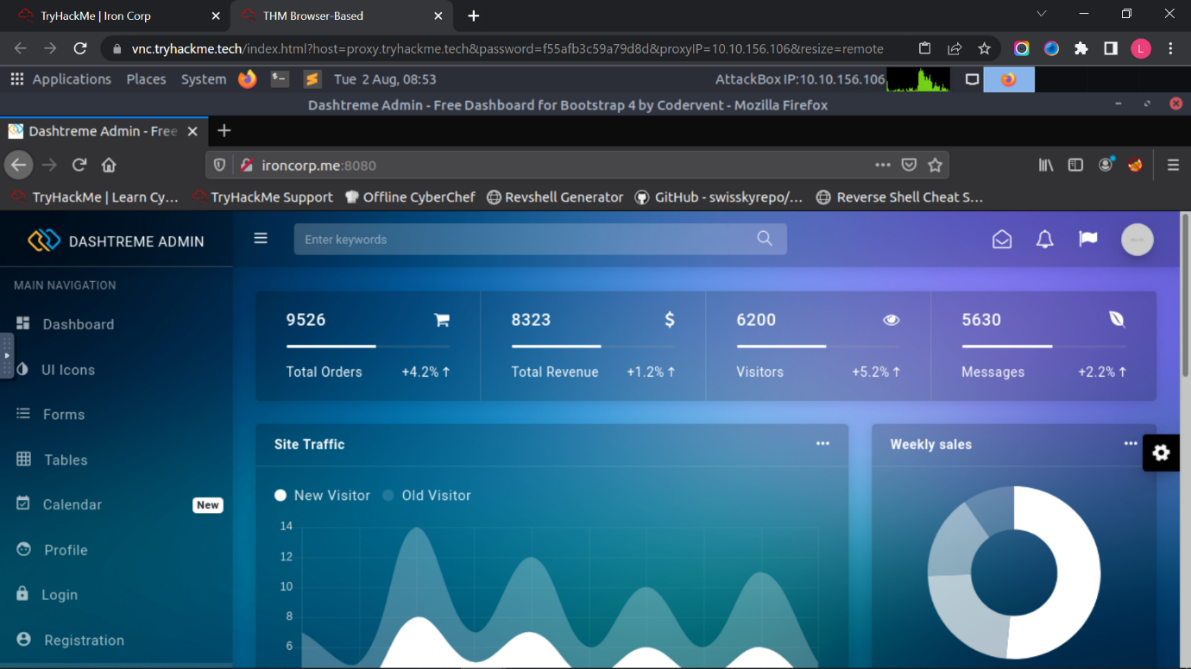 TryHackMe | Iron Corp
THM Browser-Based
vnc.tryhackme.tech/index.html?host=proxy.tryhackme.tech&password=f55afb3c59a79d8d&proxyIP=10.10.156.106&resize=remote
L
Applications Places System Tue 2 Aug, 08:53 AttackBox IP:10.10.156.106
Dashtreme Admin - Free Dashboard for Bootstrap 4 by Codervent - Mozilla Firefox
Dashtreme Admin - Free
ironcorp.me:8080
TryHackMe | Learn Cy... TryHackMe Support Offline CyberChef Revshell Generator GitHub - swisskyrepo/... Reverse Shell Cheat S...
DASHTREME ADMIN
Enter keywords
MAIN NAVIGATION
Dashboard
UI Icons
Forms
Tables
Calendar New
Profile
Login
Registration
9526
Total Orders +4.2%
8323 $
Total Revenue +1.2%
6200
Visitors +5.2%
5630
Messages +2.2%
Site Traffic
New Visitor Old Visitor
14
12
10
8
6
Weekly sales